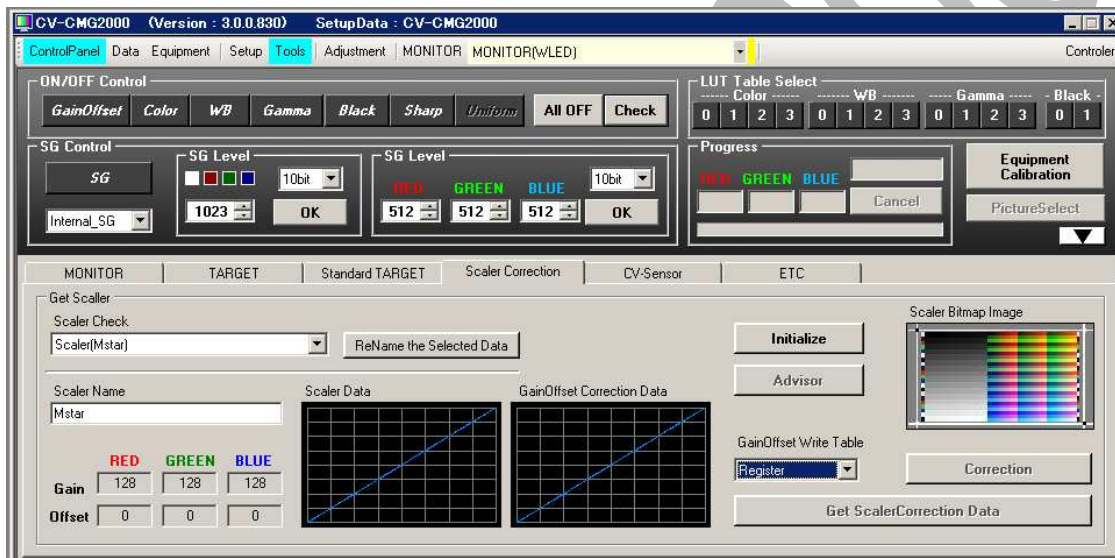 CV-CMG2000 (Version : 3.0.0.830) SetupData : CV-CMG2000
ControlPanel Data Equipment Setup Tools Adjustment MONITOR MONITOR(WLED) Controler
ON/OFF Control
GainOffset Color WB Gamma Black Sharp Uniform All OFF Check
LUT Table Select
------ Color ------ ------- WB ------- ----- Gamma ----- - Black -
0 1 2 3 0 1 2 3 0 1 2 3 0 1
SG Control
SG
Internal_SG
SG Level
10bit
1023 OK
SG Level
RED GREEN BLUE 10bit
512 512 512 OK
Progress
RED GREEN BLUE
Cancel
Equipment
Calibration
PictureSelect
MONITOR TARGET Standard TARGET Scaler Correction CV-Sensor ETC
Get Scaller
Scaler Check
Scaler(Mstar) ReName the Selected Data
Initialize
Advisor
Scaler Bitmap Image
Scaler Name
Mstar
Scaler Data GainOffset Correction Data
RED GREEN BLUE
Gain 128 128 128
Offset 0 0 0
GainOffset Write Table
Register Correction
Get ScalerCorrection Data